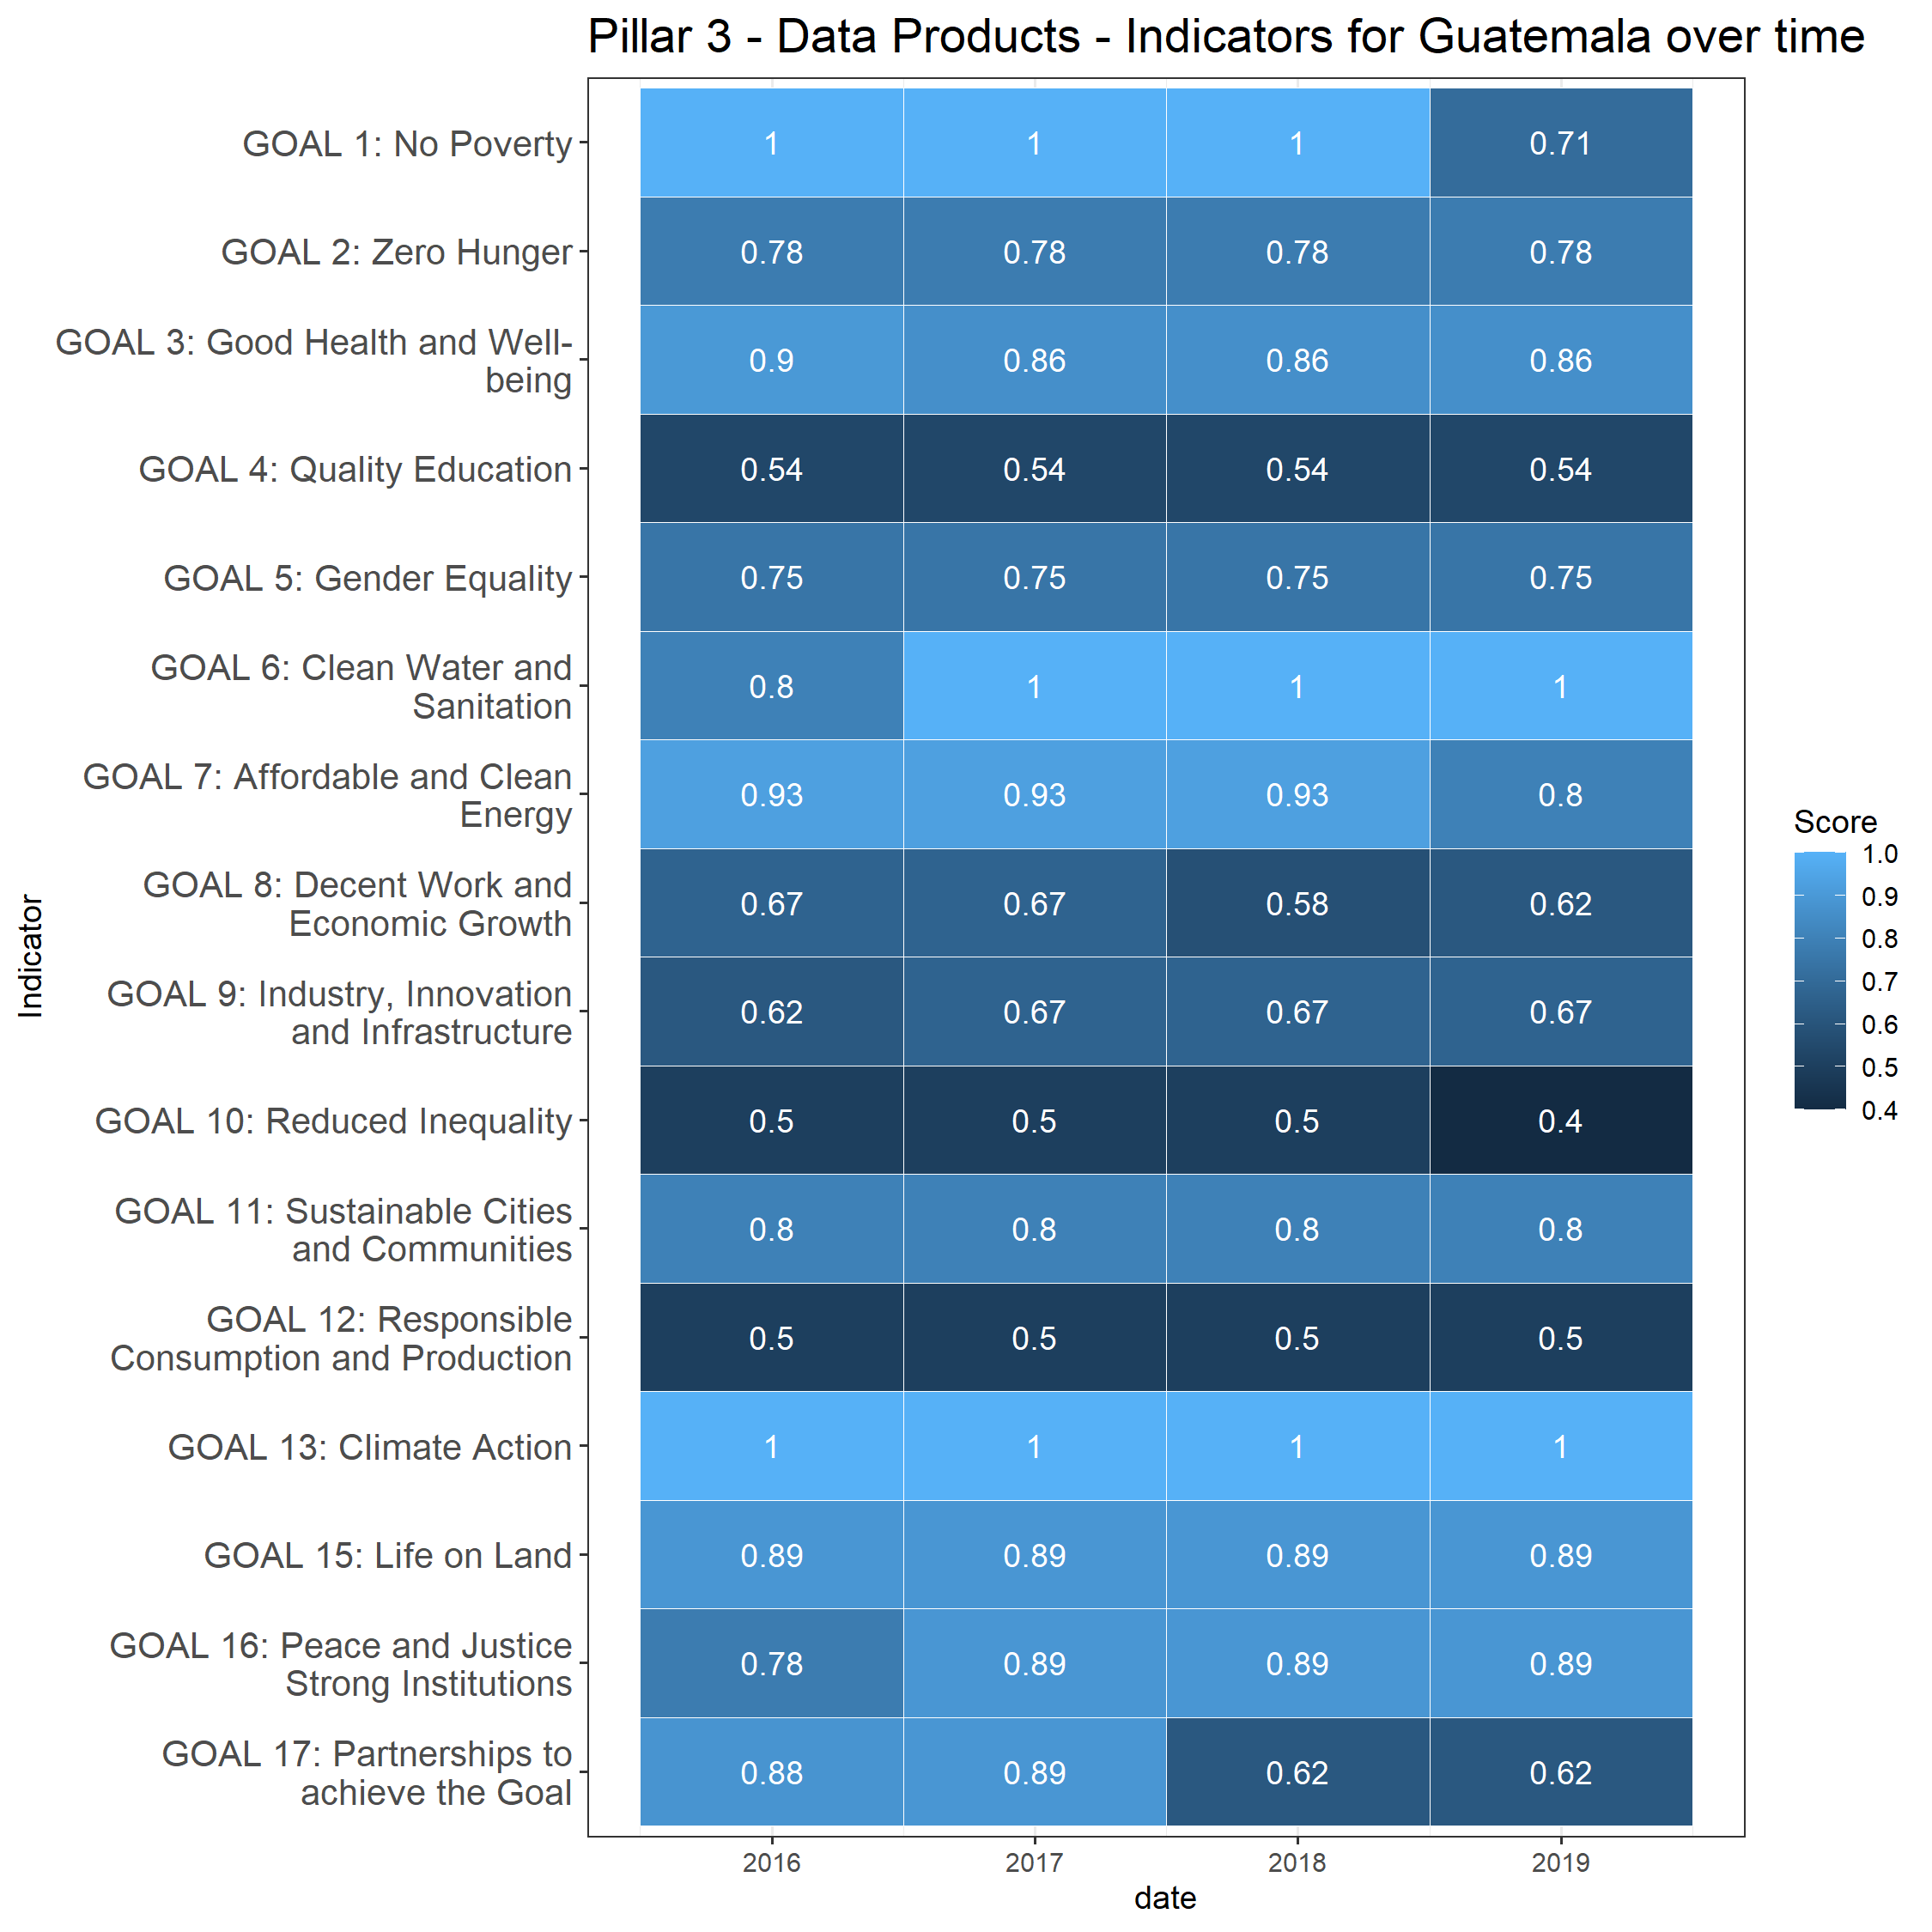 Pillar 3 - Data Products - Indicators for Guatemala over time
GOAL 1: No Poverty
1 1 1 0.71
GOAL 2: Zero Hunger
0.78 0.78 0.78 0.78
GOAL 3: Good Health and Well-
being
0.9 0.86 0.86 0.86
GOAL 4: Quality Education
0.54 0.54 0.54 0.54
GOAL 5: Gender Equality
0.75 0.75 0.75 0.75
GOAL 6: Clean Water and
Sanitation
0.8 1 1 1
GOAL 7: Affordable and Clean
Energy
0.93 0.93 0.93 0.8
GOAL 8: Decent Work and
Economic Growth
0.67 0.67 0.58 0.62
GOAL 9: Industry, Innovation
and Infrastructure
0.62 0.67 0.67 0.67
GOAL 10: Reduced Inequality
0.5 0.5 0.5 0.4
GOAL 11: Sustainable Cities
and Communities
0.8 0.8 0.8 0.8
GOAL 12: Responsible
Consumption and Production
0.5 0.5 0.5 0.5
GOAL 13: Climate Action
1 1 1 1
GOAL 15: Life on Land
0.89 0.89 0.89 0.89
GOAL 16: Peace and Justice
Strong Institutions
0.78 0.89 0.89 0.89
GOAL 17: Partnerships to
achieve the Goal
0.88 0.89 0.62 0.62
2016 2017 2018 2019
date
Indicator
Score
1.0
0.9
0.8
0.7
0.6
0.5
0.4